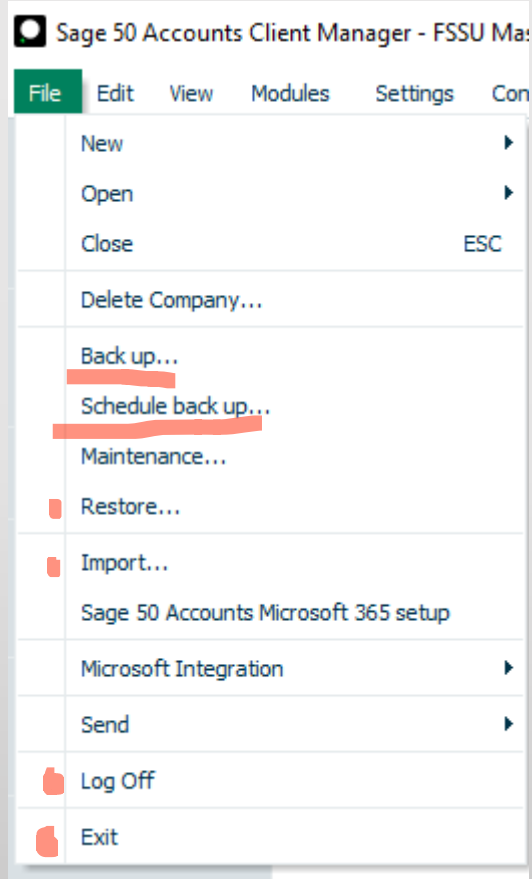 Sage 50 Accounts Client Manager - FSSU Mas
File Edit View Modules Settings Con
New
Open
Close ESC
Delete Company...
Back up...
Schedule back up...
Maintenance...
Restore...
Import...
Sage 50 Accounts Microsoft 365 setup
Microsoft Integration
Send
Log Off
Exit